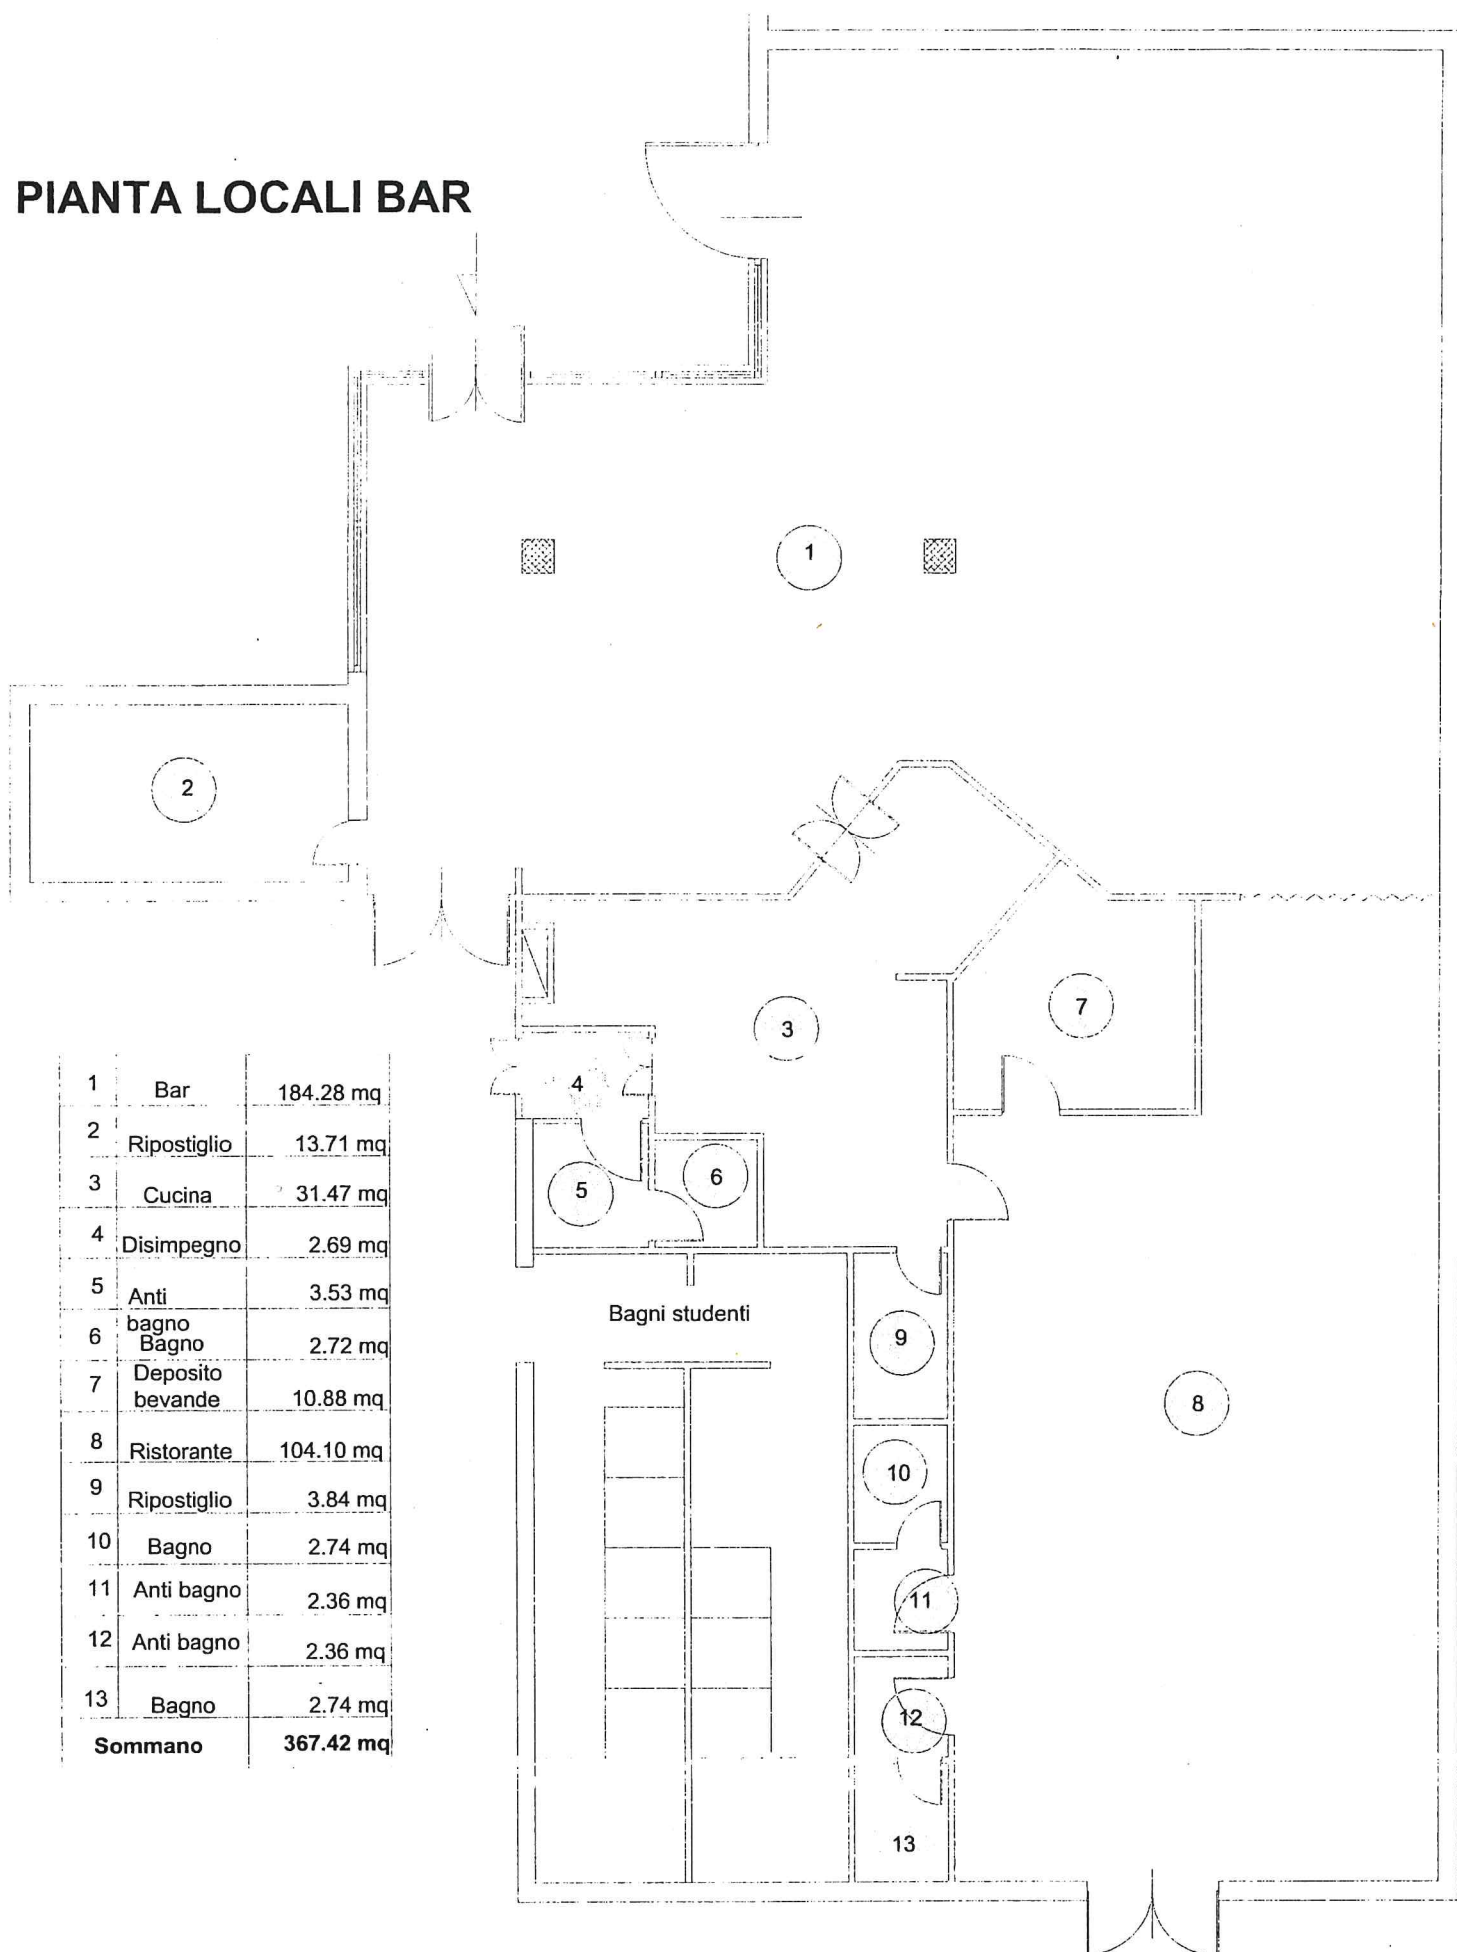 PIANTA LOCALI BAR
1
2
3
7
4
6
5
Bagni studenti
9
8
10
11
12
13
1 Bar 184.28 mq
2 Ripostiglio 13.71 mq
3 Cucina 31.47 mq
4 Disimpegno 2.69 mq
5 Anti bagno 3.53 mq
6 Bagno 2.72 mq
7 Deposito bevande 10.88 mq
8 Ristorante 104.10 mq
9 Ripostiglio 3.84 mq
10 Bagno 2.74 mq
11 Anti bagno 2.36 mq
12 Anti bagno 2.36 mq
13 Bagno 2.74 mq
Sommano 367.42 mq